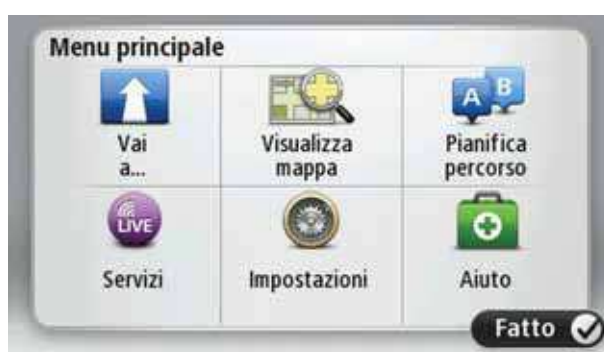 Menu principale
Vai
a...
Visualizza
mappa
A B
Pianifica
percorso
LIVE
Servizi
Impostazioni
Aiuto
Fatto